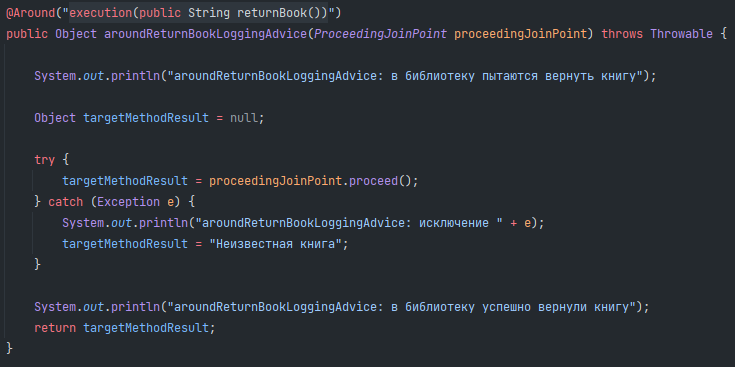 @Around("execution(public String returnBook())")
public Object aroundReturnBookLoggingAdvice(ProceedingJoinPoint proceedingJoinPoint) throws Throwable {
System.out.println("aroundReturnBookLoggingAdvice: в библиотеку пытаются вернуть книгу");
Object targetMethodResult = null;
try {
targetMethodResult = proceedingJoinPoint.proceed();
} catch (Exception e) {
System.out.println("aroundReturnBookLoggingAdvice: исключение " + e);
targetMethodResult = "Неизвестная книга";
}
System.out.println("aroundReturnBookLoggingAdvice: в библиотеку успешно вернули книгу");
return targetMethodResult;
}